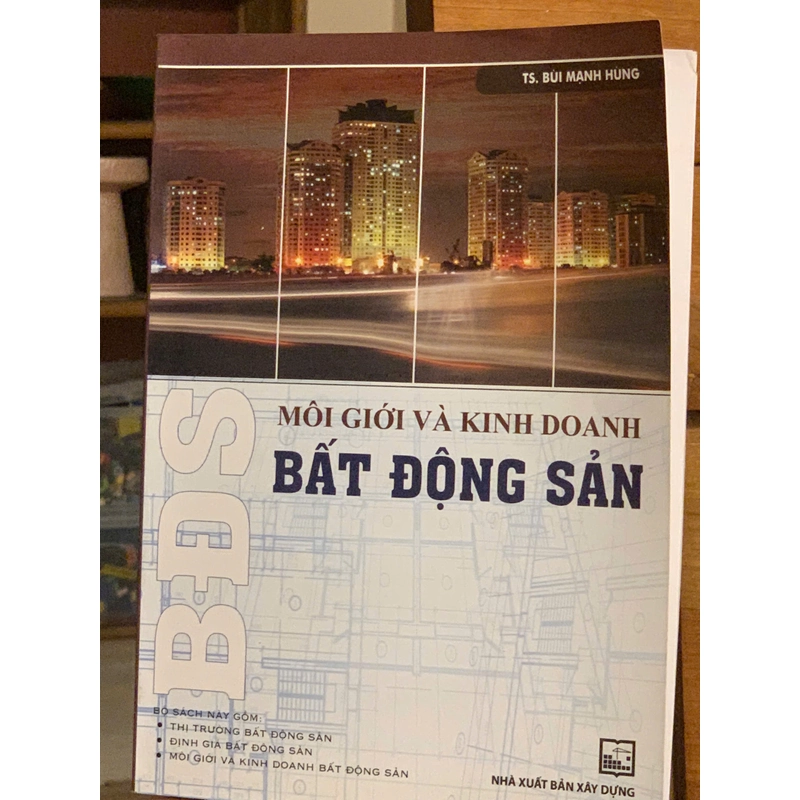 TS. BÙI MẠNH HÙNG
MÔI GIỚI VÀ KINH DOANH
BẤT ĐỘNG SẢN
BĐS
BỘ SÁCH NÀY GỒM:
• THỊ TRƯỜNG BẤT ĐỘNG SẢN
• ĐỊNH GIÁ BẤT ĐỘNG SẢN
• MÔI GIỚI VÀ KINH DOANH BẤT ĐỘNG SẢN
NHÀ XUẤT BẢN XÂY DỰNG